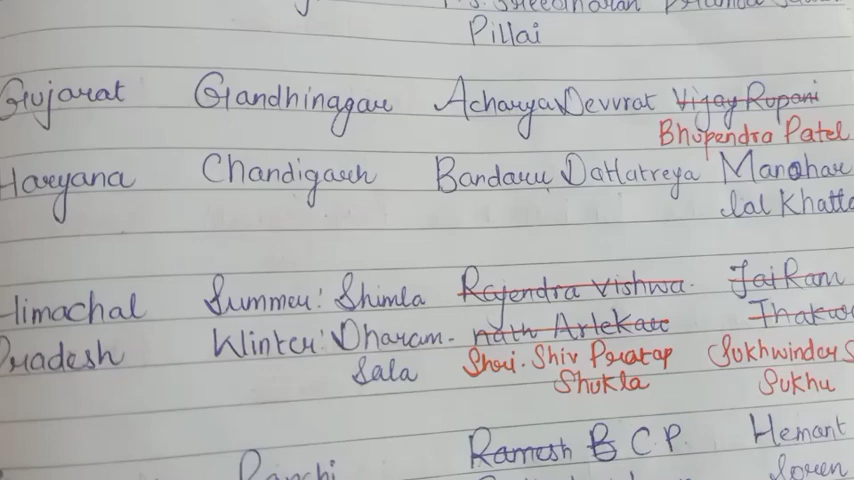 Pillai
Gujarat Gandhinagar Acharya Devvrat Vijay Rupani
Bhupendra Patel
Haryana Chandigarh Bandaru Dattatreya Manohar
Lal Khatta
Himachal Summer: Shimla Rajendra Vishwa. Jai Ram
Pradesh Winter: Dharam- nath Arlekar Thakur
Sala Shri. Shiv Pratap Sukhwinder S
Shukla Sukhu
Ramesh B C.P. Hemant
Ranchi Soren